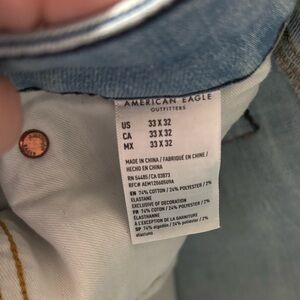 AMERICAN EAGLE
OUTFITTERS
US 33 X 32
CA 33 X 32
MX 33 X 32
MADE IN CHINA / FABRIQUÉ EN CHINE /
HECHO EN CHINA
RN 54485/CA 03873
EN 74% COTTON / 24% POLYESTER / 2%
ELASTANE
EXCLUSIVE OF DECORATION
FR 74% COTON / 24% POLYESTER / 2%
ÉLASTHANNE
À L'EXCEPTION DE LA GARNITURE
SP 74% algodón / 24% poliéster / 2%
elastano